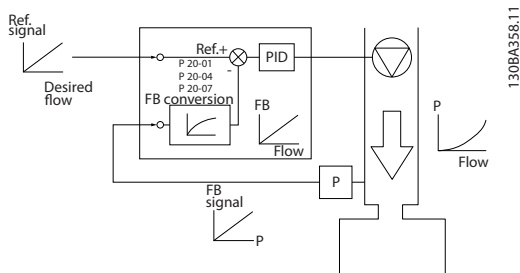 Ref.
signal
Desired
flow
Ref.+
-
P 20-01
P 20-04
P 20-07
FB conversion
PID
FB
Flow
P
FB
signal
P
P
Flow
130BA358.11